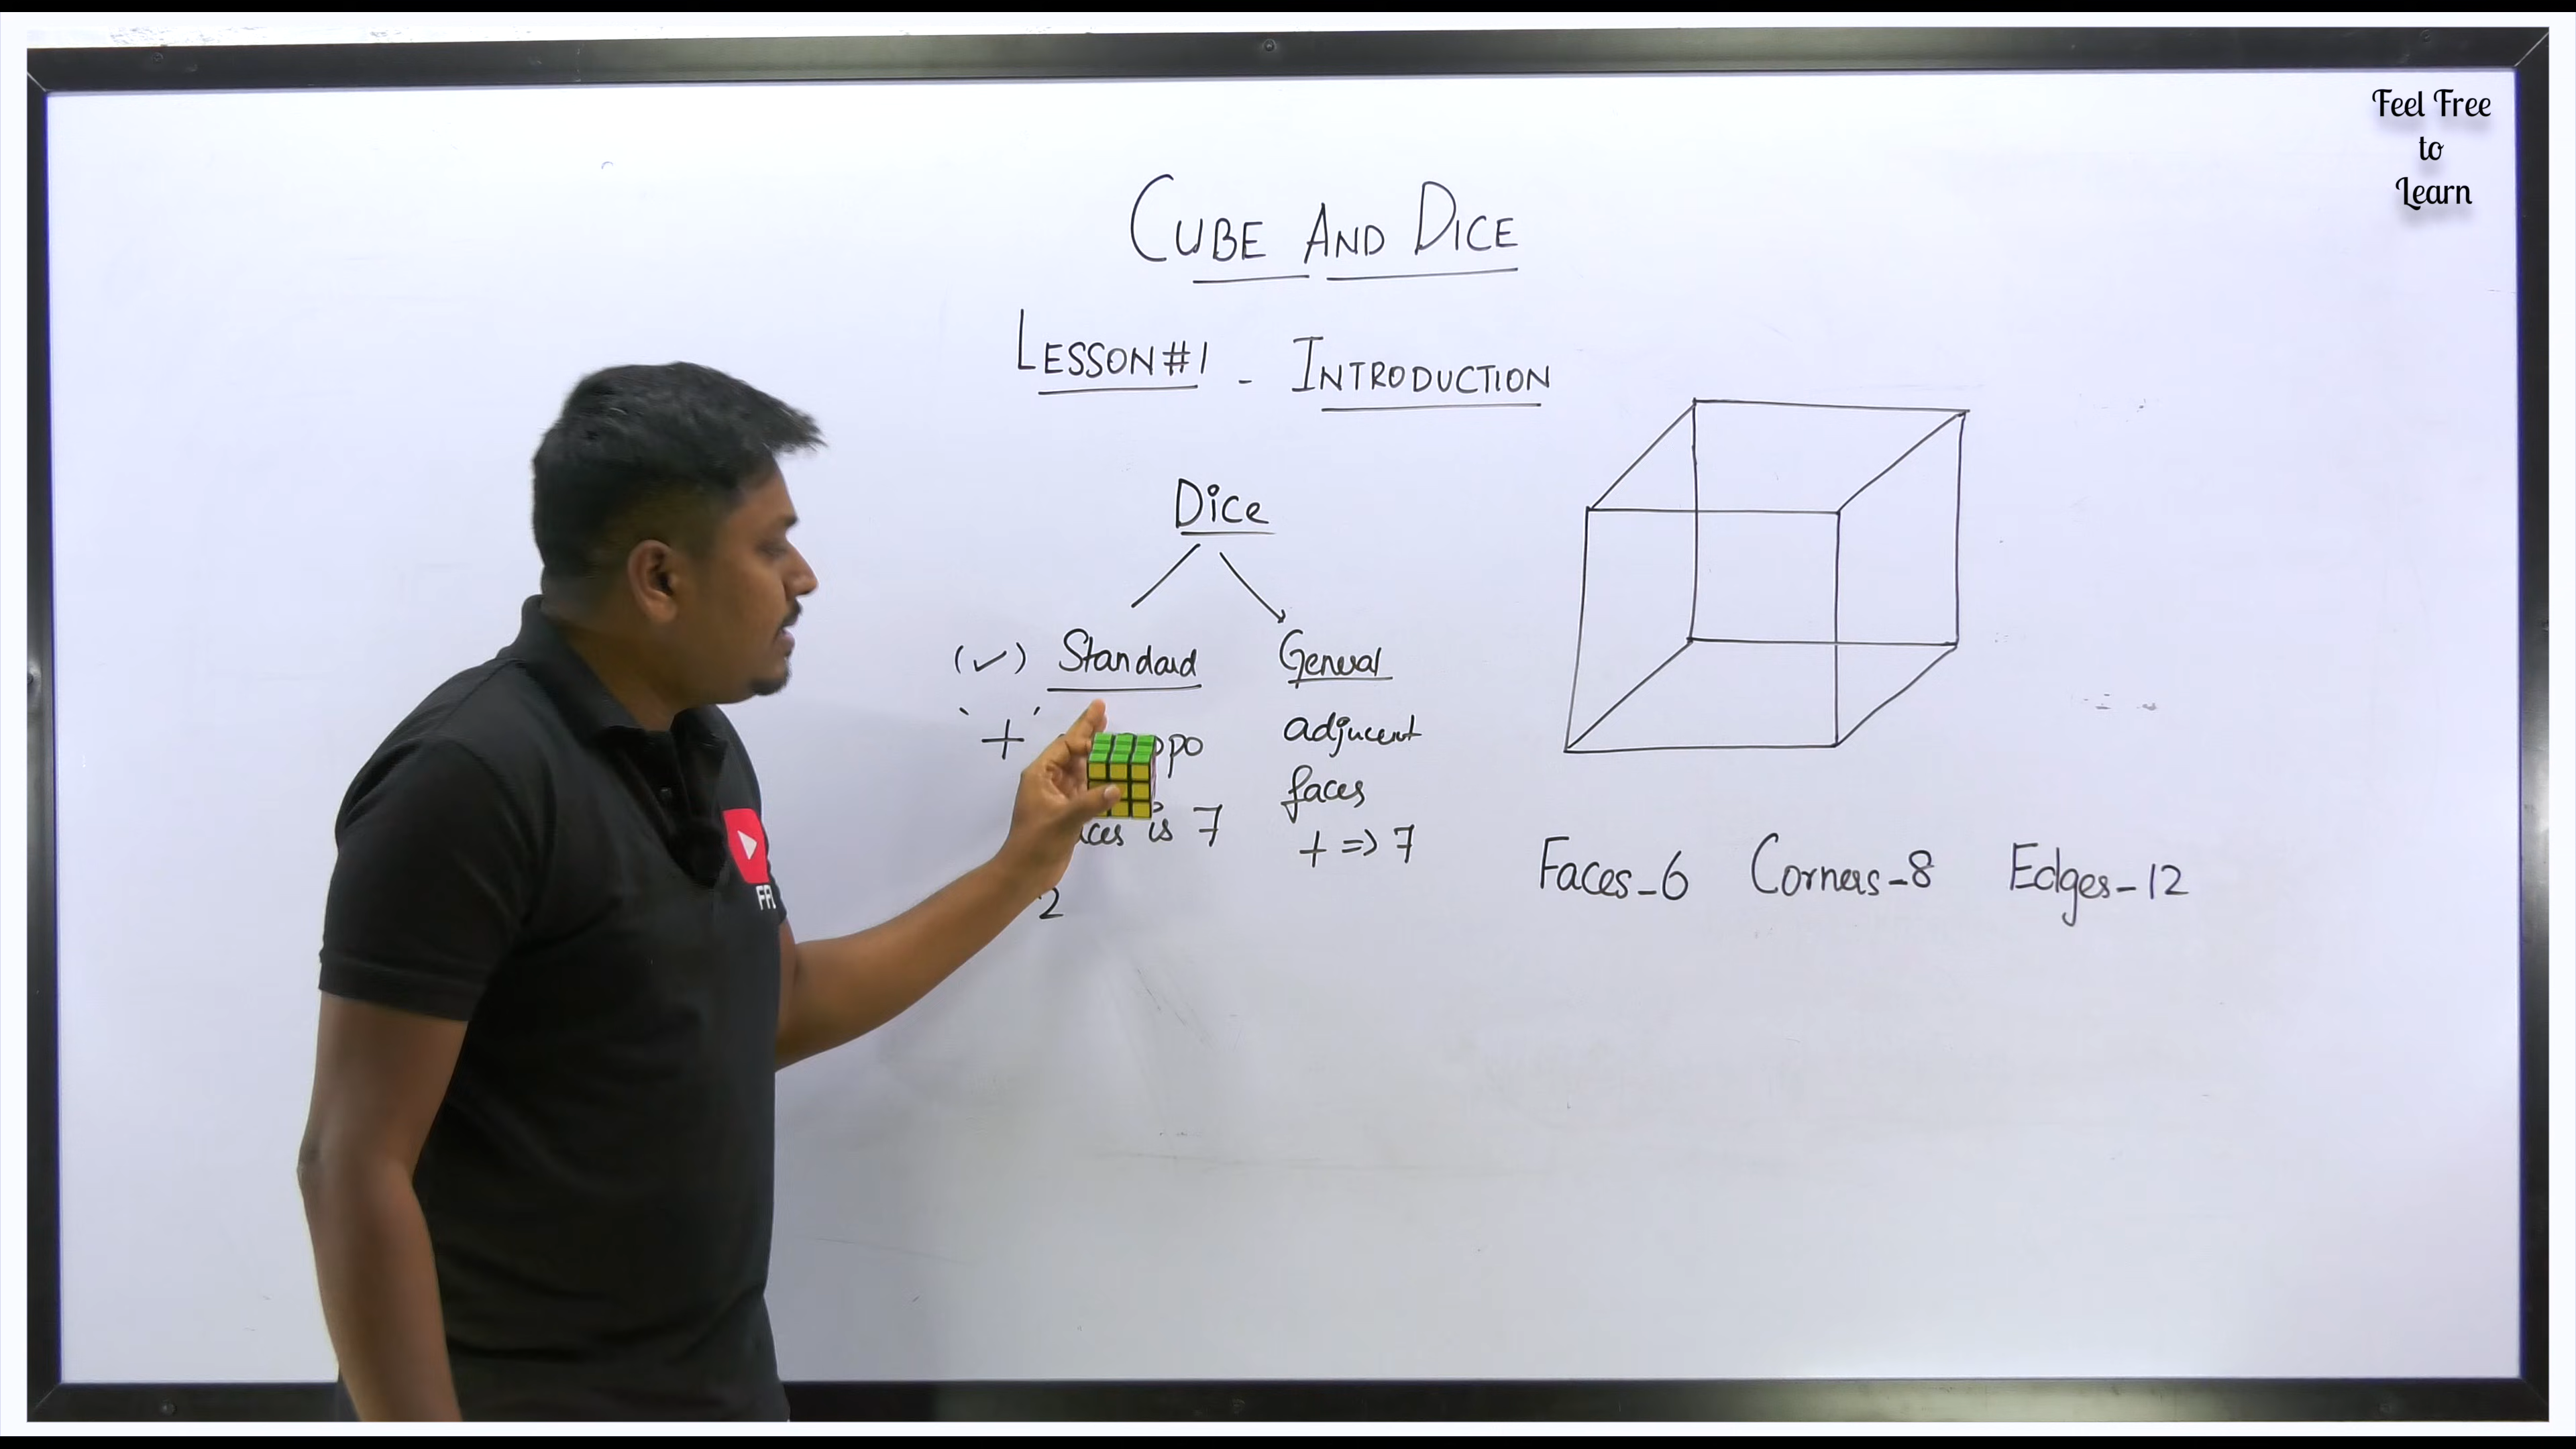 Feel Free
to
Learn
CUBE AND DICE
LESSON#1 - INTRODUCTION
Dice
(✓) Standard
General
'+'
is 7
adjucent
faces
+ => 7
2
Faces-6 Corners-8 Edges-12